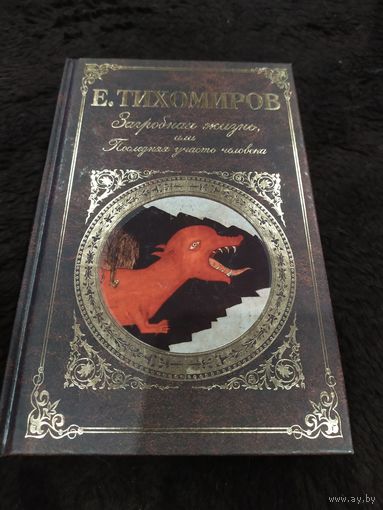 Е. ТИХОМИРОВ
Загробная жизнь,
или
Последняя участь человека
www.ay.by